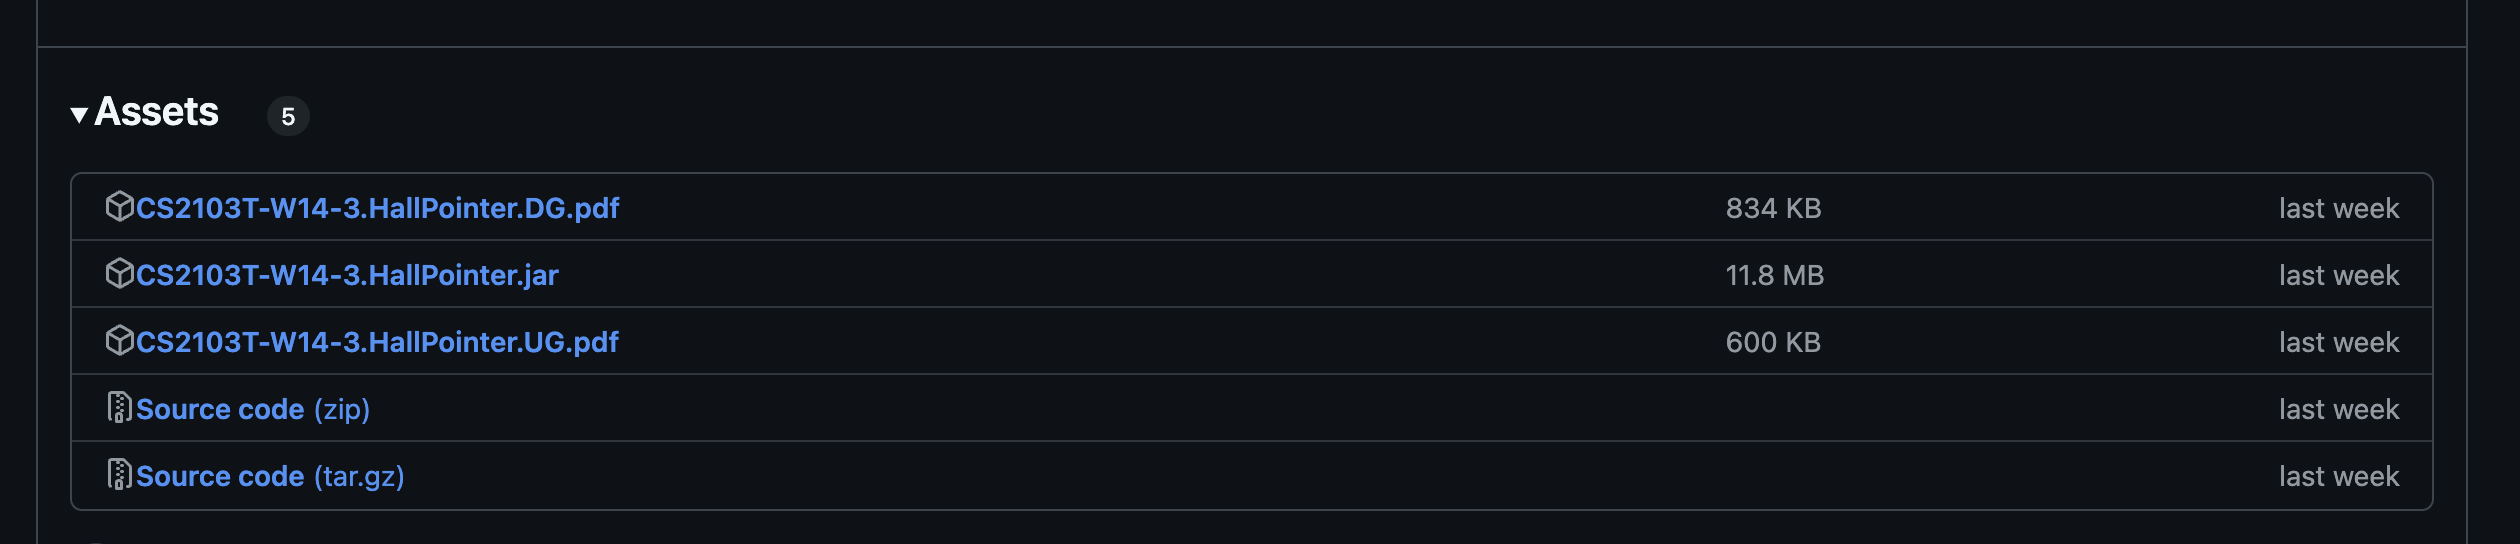 Assets 5
CS2103T-W14-3.HallPointer.DG.pdf 834 KB last week
CS2103T-W14-3.HallPointer.jar 11.8 MB last week
CS2103T-W14-3.HallPointer.UG.pdf 600 KB last week
Source code (zip) last week
Source code (tar.gz) last week